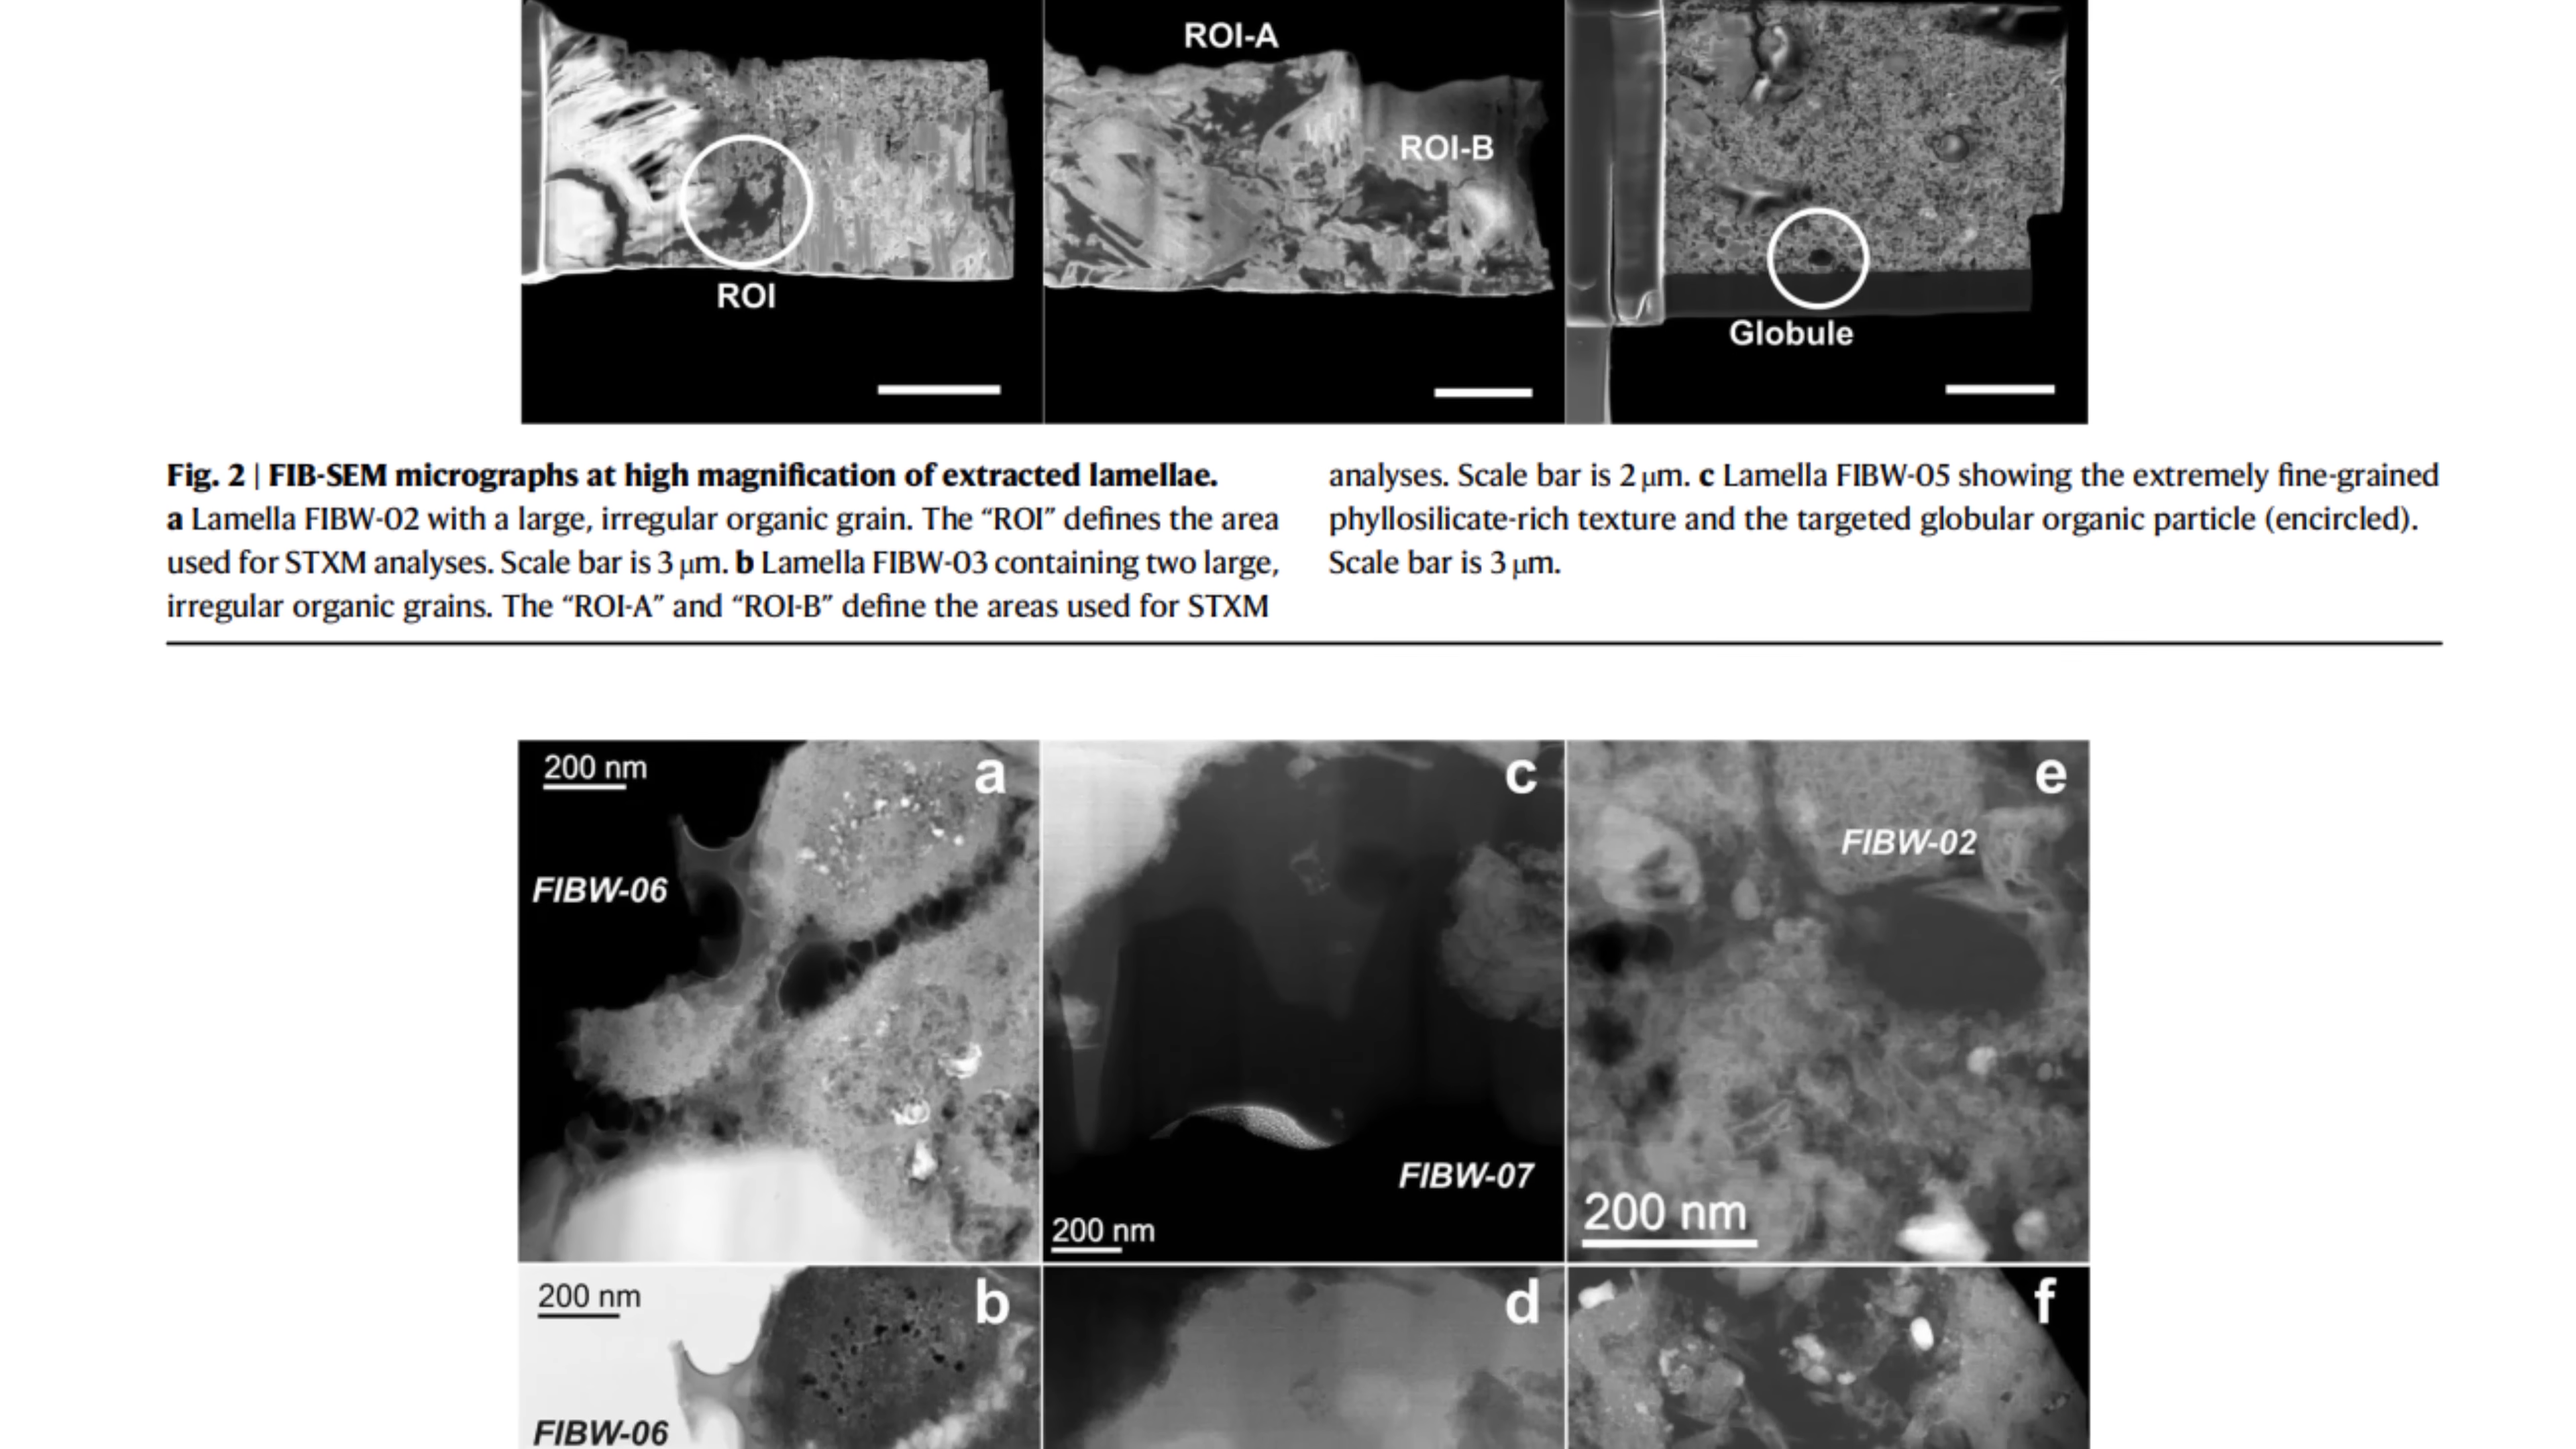 ROI-A
ROI-B
ROI
Globule
Fig. 2 | FIB-SEM micrographs at high magnification of extracted lamellae.
a Lamella FIBW-02 with a large, irregular organic grain. The “ROI” defines the area
used for STXM analyses. Scale bar is 3 μm. b Lamella FIBW-03 containing two large,
irregular organic grains. The “ROI-A” and “ROI-B” define the areas used for STXM
analyses. Scale bar is 2 μm. c Lamella FIBW-05 showing the extremely fine-grained
phyllosilicate-rich texture and the targeted globular organic particle (encircled).
Scale bar is 3 μm.
200 nm
a
FIBW-06
c
FIBW-07
200 nm
e
FIBW-02
200 nm
200 nm
b
FIBW-06
d
f